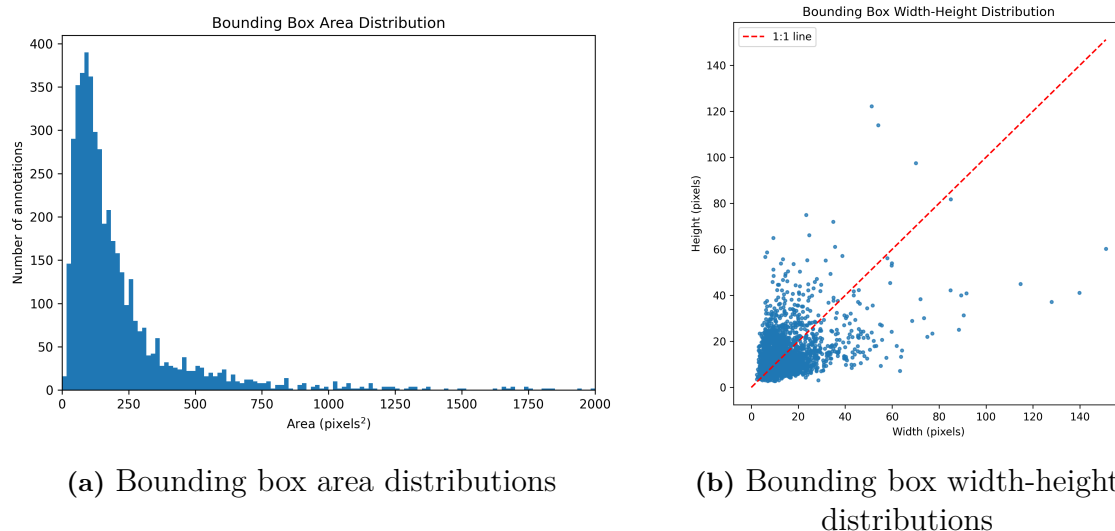 Bounding Box Area Distribution
400
350
300
250
200
150
100
50
0
Number of annotations
0 250 500 750 1000 1250 1500 1750 2000
Area (pixels²)
(a) Bounding box area distributions
Bounding Box Width-Height Distribution
1:1 line
140
120
100
80
60
40
20
0
Height (pixels)
0 20 40 60 80 100 120 140
Width (pixels)
(b) Bounding box width-height
distributions